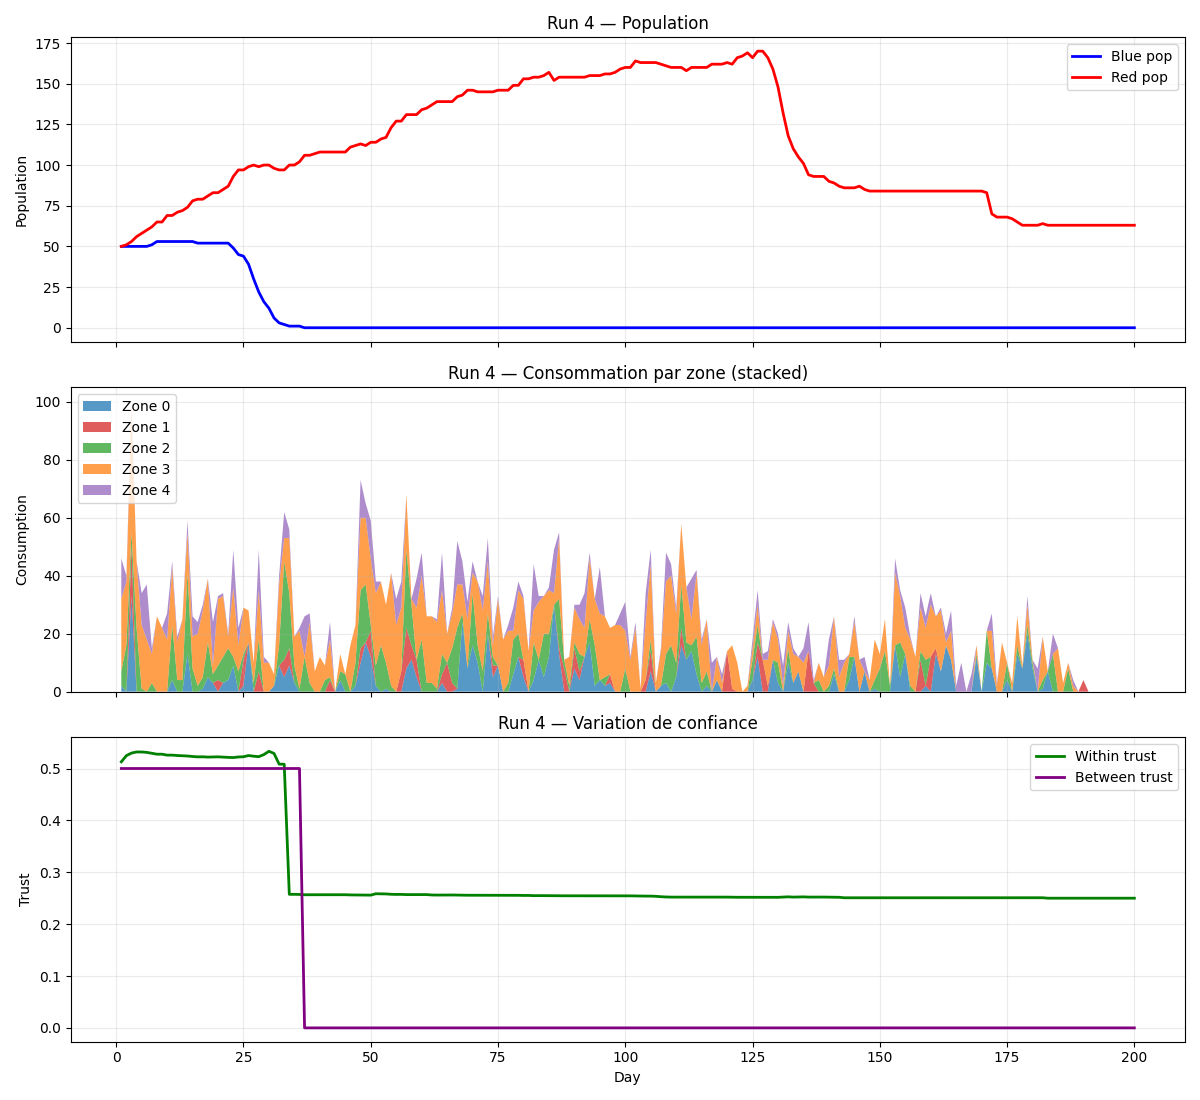 Run 4 — Population
175
150
125
100
75
50
25
0
Population
Blue pop
Red pop
Run 4 — Consommation par zone (stacked)
100
80
60
40
20
0
Consumption
Zone 0
Zone 1
Zone 2
Zone 3
Zone 4
Run 4 — Variation de confiance
0.5
0.4
0.3
0.2
0.1
0.0
Trust
Within trust
Between trust
0 25 50 75 100 125 150 175 200
Day